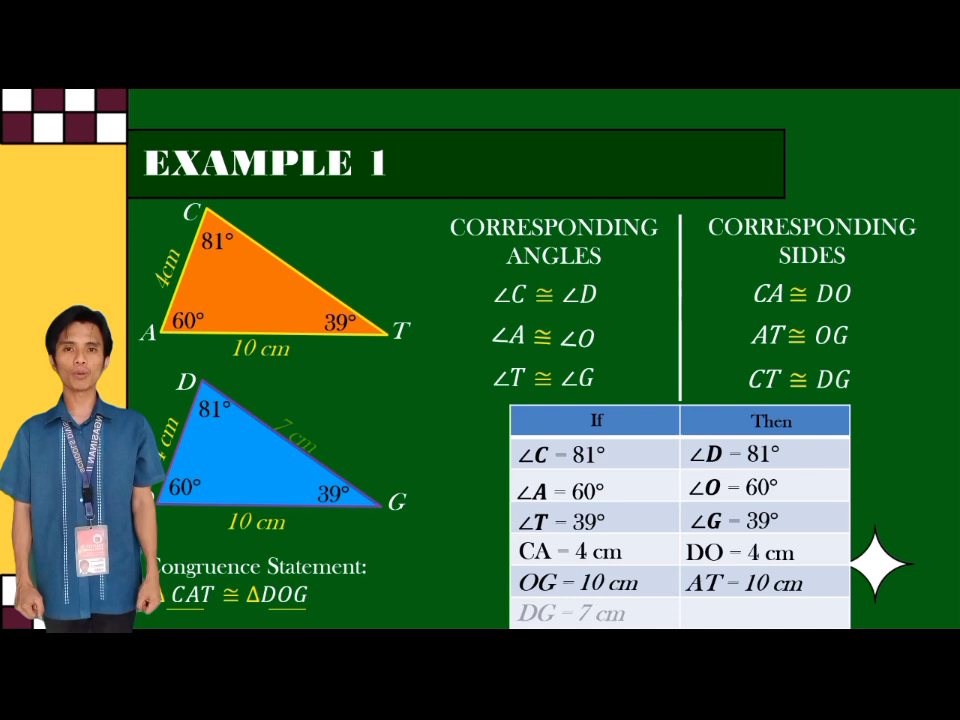 EXAMPLE 1
C
81°
4cm
A
60°
39°
T
10 cm
D
81°
cm
7 cm
60°
39°
G
10 cm
Congruence Statement:
Δ CAT ≅ ΔDOG
CORRESPONDING
ANGLES
∠C ≅ ∠D
∠A ≅ ∠O
∠T ≅ ∠G
CORRESPONDING
SIDES
CA ≅ DO
AT ≅ OG
CT ≅ DG
If Then
∠C = 81° ∠D = 81°
∠A = 60° ∠O = 60°
∠T = 39° ∠G = 39°
CA = 4 cm DO = 4 cm
OG = 10 cm AT = 10 cm
DG = 7 cm